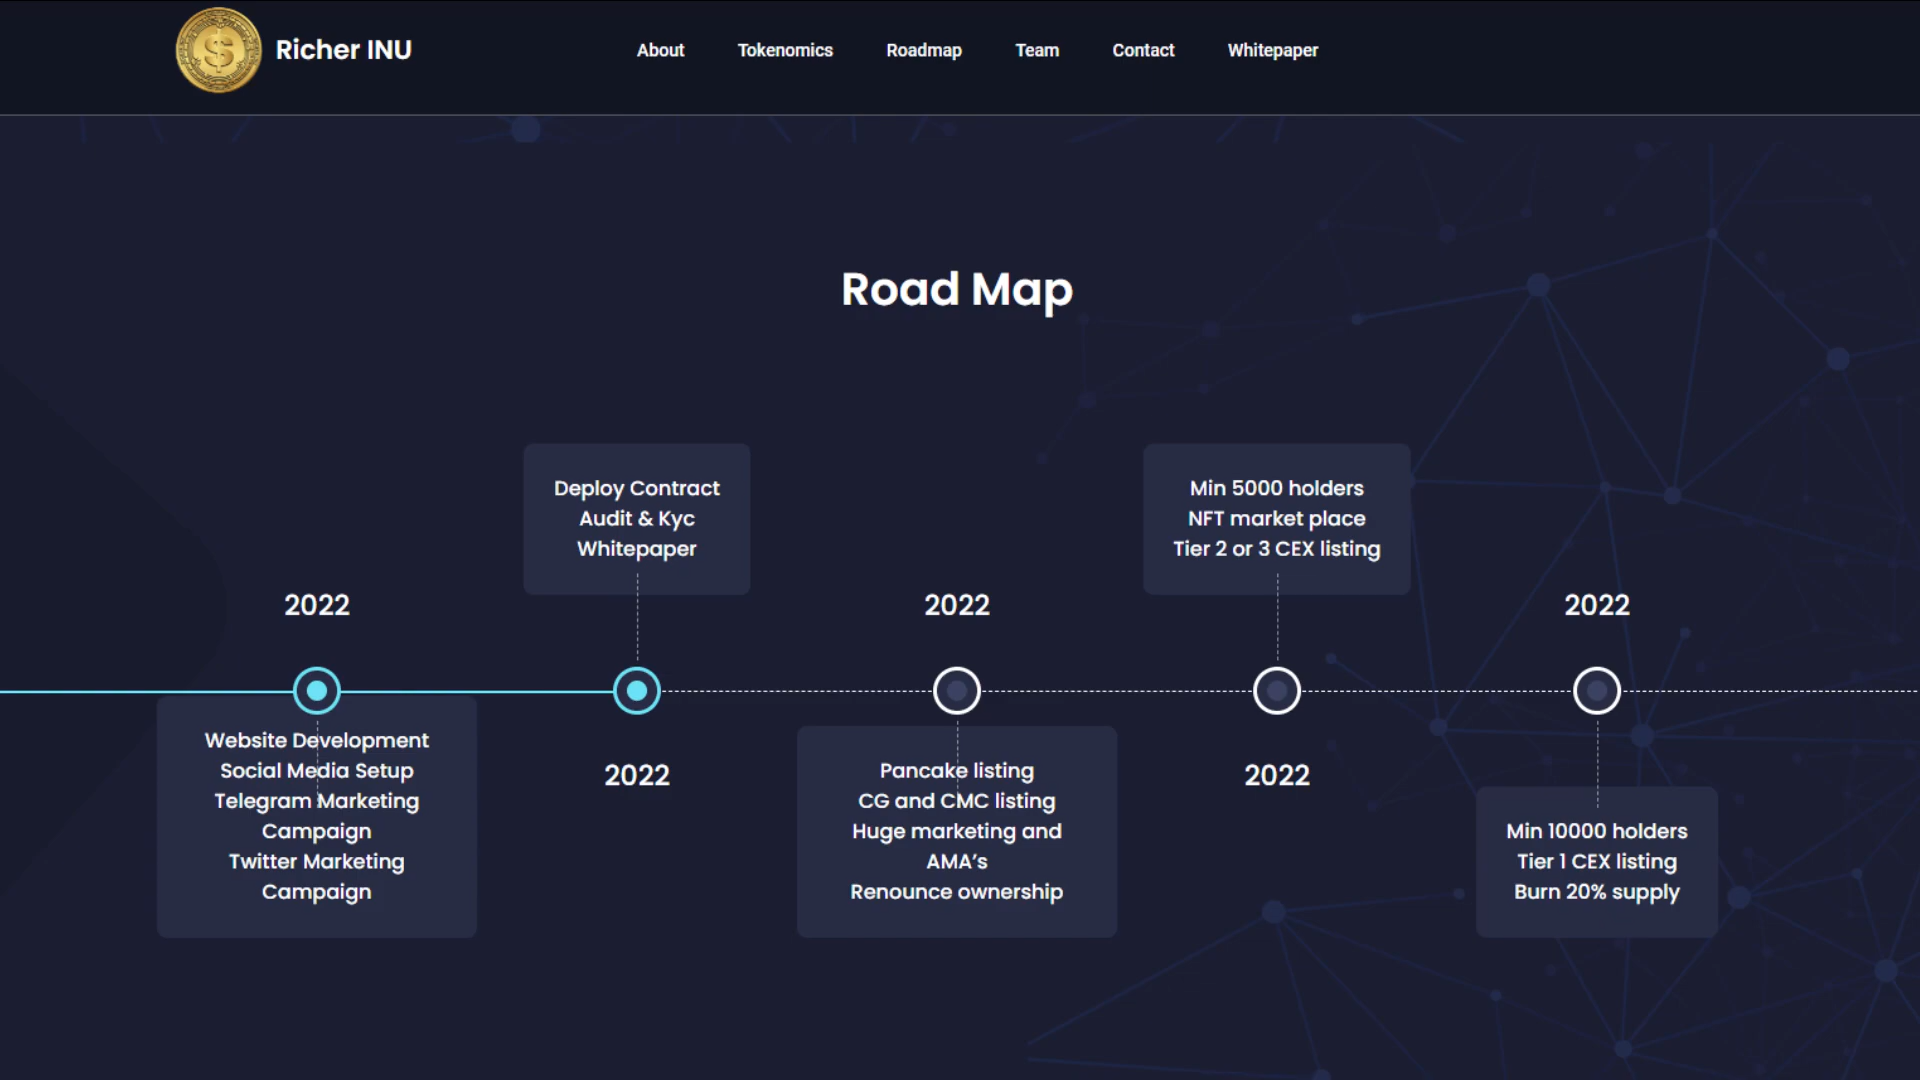 Richer INU
About
Tokenomics
Roadmap
Team
Contact
Whitepaper
Road Map
2022
Website Development
Social Media Setup
Telegram Marketing
Campaign
Twitter Marketing
Campaign
Deploy Contract
Audit & Kyc
Whitepaper
2022
2022
Pancake listing
CG and CMC listing
Huge marketing and
AMA’s
Renounce ownership
Min 5000 holders
NFT market place
Tier 2 or 3 CEX listing
2022
2022
Min 10000 holders
Tier 1 CEX listing
Burn 20% supply